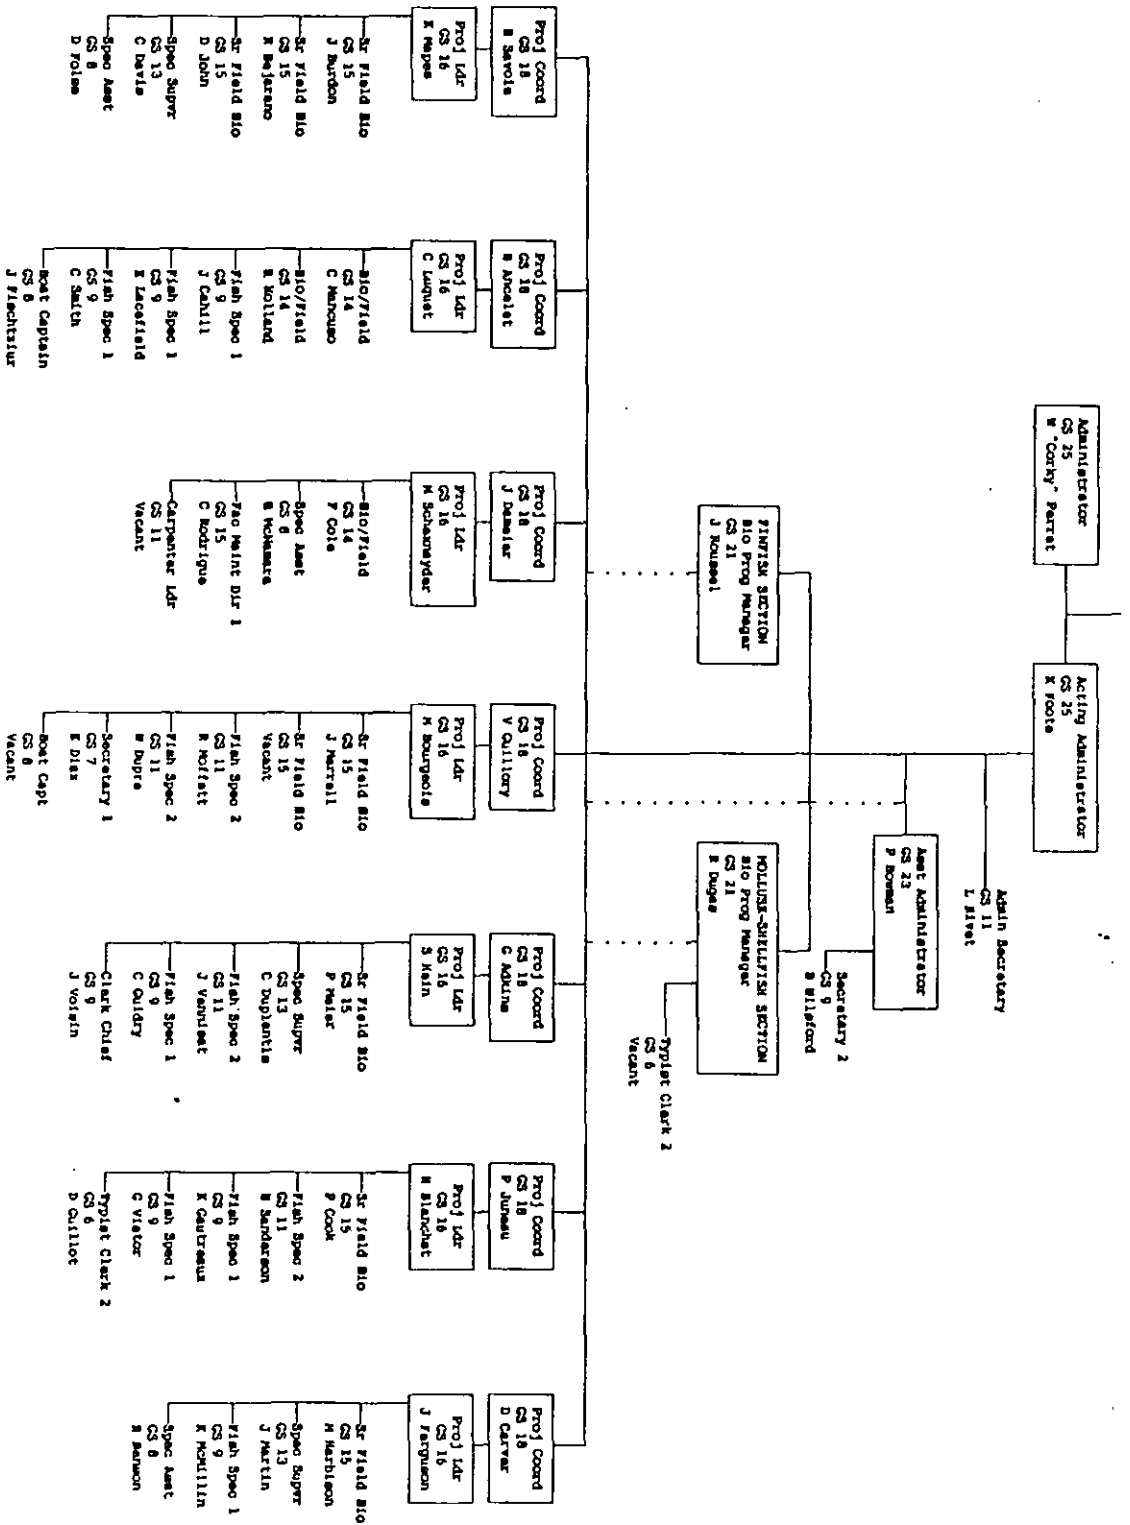 Administrator
GS 25
W "Corky" Perret
Acting Administrator
GS 25
K Foote
Admin Secretary
GS 11
L Rivet
Asst Administrator
GS 23
P Bowman
Secretary 2
GS 9
B Wilsford
FINFISH SECTION
Bio Prog Manager
GS 21
J Roussel
MOLLUSK-SHELLFISH SECTION
Bio Prog Manager
GS 21
R Dugas
Typist Clerk 2
GS 6
Vacant
Proj Coord
GS 18
B Savoie
Proj Ldr
GS 16
K Mapes
Sr Field Bio
GS 15
J Burdon
Sr Field Bio
GS 15
R Bejarano
Sr Field Bio
GS 15
D John
Spec Supvr
GS 13
C Davis
Spec Asst
GS 8
D Folse
Proj Coord
GS 18
B Ancelet
Proj Ldr
GS 16
C Luquet
Bio/Field
GS 14
C Mancuso
Bio/Field
GS 14
R Holland
Fish Spec 1
GS 9
J Cahill
Fish Spec 1
GS 9
K Lacefield
Fish Spec 1
GS 9
C Smith
Boat Captain
GS 8
J
Proj Coord
GS 18
J Dameier
Proj Ldr
GS 16
M Schexnayder
Bio/Field
GS 14
F Cole
Spec Asst
GS 8
B McNamara
Fac Maint Dir 1
GS 15
C Rodrigue
Carpenter Ldr
GS 11
Vacant
Proj Coord
GS 18
V Guillory
Proj Ldr
GS 16
M Bourgeois
Sr Field Bio
GS 15
J Merrell
Sr Field Bio
GS 15
Vacant
Fish Spec 2
GS 11
R Moffett
Fish Spec 2
GS 11
W Dupre
Secretary 1
GS 7
K Diaz
Boat Capt
GS 8
Vacant
Proj Coord
GS 18
G Adkins
Proj Ldr
GS 16
S Hein
Sr Field Bio
GS 15
P Meier
Spec Supvr
GS 13
C Duplantis
Fish Spec 2
GS 11
J Vanniset
Fish Spec 1
GS 9
C Guidry
Clerk Chief
GS 9
J Voisin
Proj Coord
GS 18
P Juneau
Proj Ldr
GS 16
H Blanchet
Sr Field Bio
GS 15
P Cook
Fish Spec 2
GS 11
B Sanderson
Fish Spec 1
GS 9
K Gautreaux
Fish Spec 1
GS 9
C Viator
Typist Clerk 2
GS 6
D Guillot
Proj Coord
GS 18
D Carver
Proj Ldr
GS 16
J Ferguson
Sr Field Bio
GS 15
M Harbison
Spec Supvr
GS 13
J Martin
Fish Spec 1
GS 9
K McMillin
Spec Asst
GS 8
R Benwon